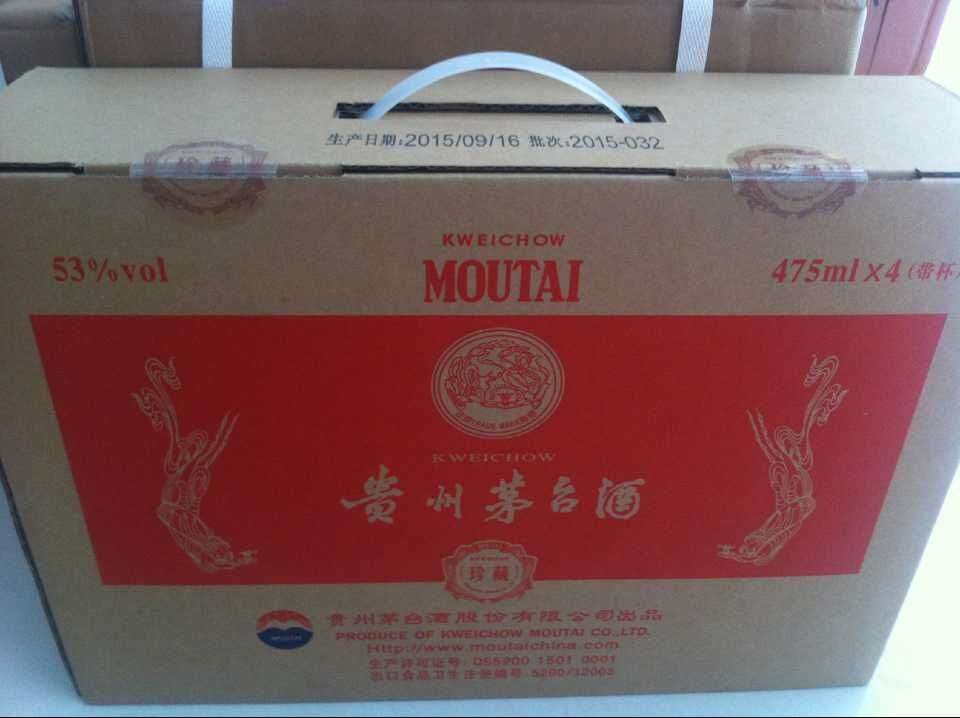 生产日期:2015/09/16 批次:2015-032
珍藏
KWEICHOW
MOUTAI
53%vol
475ml×4(带杯
KWEICHOW
贵州茅台酒
珍藏
MOUTAI
贵州茅台酒股份有限公司出品
PRODUCE OF KWEICHOW MOUTAI CO.,LTD.
Http://www.moutaichina.com
生产许可证号: QS5200 1501 0001
出口食品卫生注册编号 5200/12003